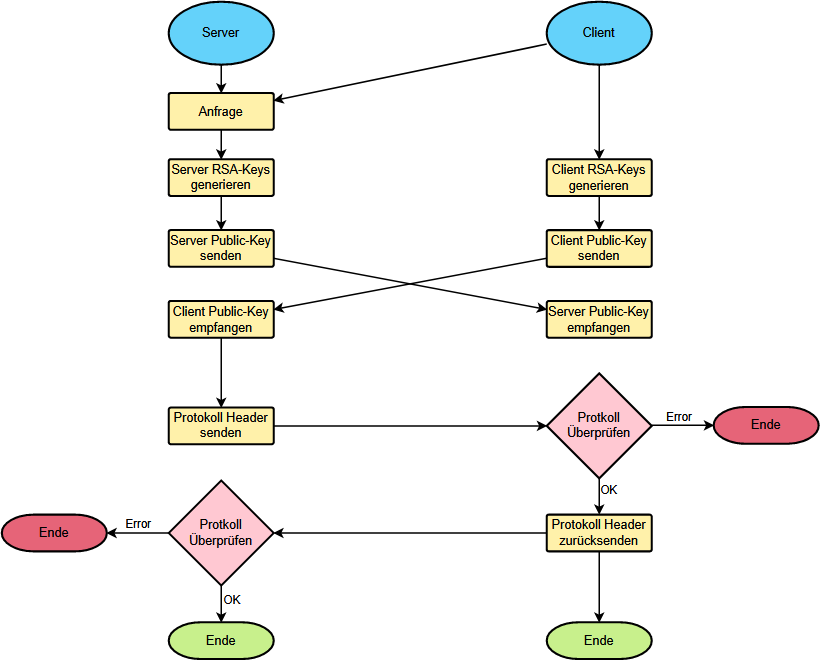 Server
Client
Anfrage
Server RSA-Keys
generieren
Client RSA-Keys
generieren
Server Public-Key
senden
Client Public-Key
senden
Client Public-Key
empfangen
Server Public-Key
empfangen
Protokoll Header
senden
Protkoll
Überprüfen
Error
Ende
OK
Protokoll Header
zurücksenden
Protkoll
Überprüfen
Error
Ende
OK
Ende
Ende